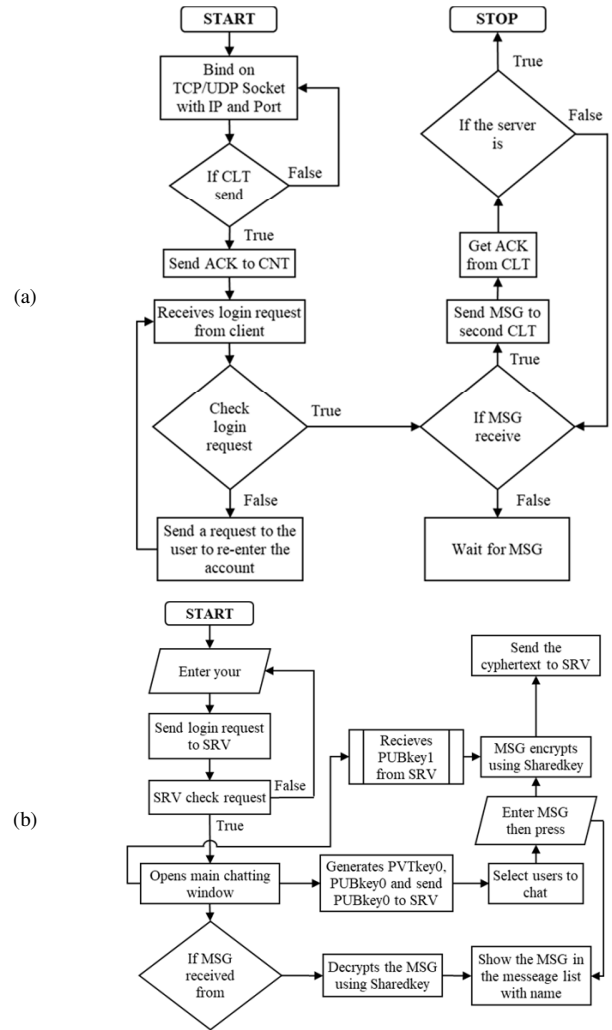 START
Bind on
TCP/UDP Socket
with IP and Port
If CLT
send
False
True
Send ACK to CNT
Receives login request
from client
Check
login
request
True
False
Send a request to the
user to re-enter the
account
STOP
True
If the server
is
False
Get ACK
from CLT
Send MSG to
second CLT
True
If MSG
receive
False
Wait for MSG
(a)
START
Enter your
Send login request
to SRV
SRV check request
False
True
Opens main chatting
window
If MSG
received
from
Recieves
PUBkey1
from SRV
Generates PVTkey0,
PUBkey0 and send
PUBkey0 to SRV
Decrypts the MSG
using Sharedkey
Send the
cyphertext to SRV
MSG encrypts
using Sharedkey
Enter MSG
then press
Select users to
chat
Show the MSG in
the meessage list
with name
(b)